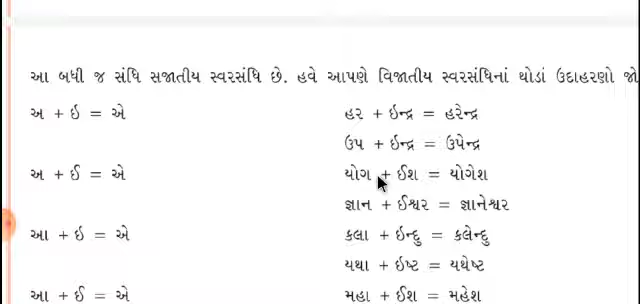 આ બધી જ સંધિ સજાતીય સ્વરસંધિ છે. હવે આપણે વિજાતીય સ્વરસંધિનાં થોડાં ઉદાહરણો જો
અ + ઇ = એ હર + ઇન્દ્ર = હરેન્દ્ર
ઉપ + ઇન્દ્ર = ઉપેન્દ્ર
અ + ઈ = એ યોગ + ઈશ = યોગેશ
જ્ઞાન + ઈશ્વર = જ્ઞાનેશ્વર
આ + ઇ = એ કલા + ઇન્દુ = કલેન્દુ
યથા + ઇષ્ટ = યથેષ્ટ
આ + ઈ = એ મહા + ઈશ = મહેશ